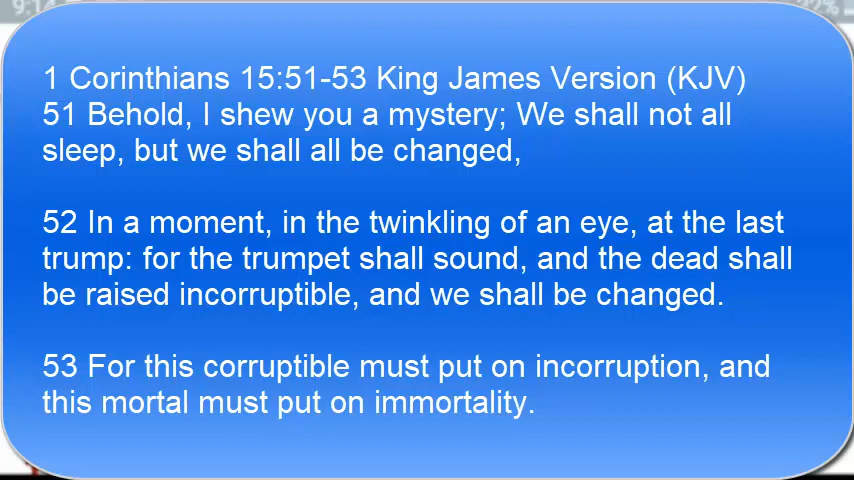 9:14
32%
1 Corinthians 15:51-53 King James Version (KJV)
51 Behold, I shew you a mystery; We shall not all
sleep, but we shall all be changed,
52 In a moment, in the twinkling of an eye, at the last
trump: for the trumpet shall sound, and the dead shall
be raised incorruptible, and we shall be changed.
53 For this corruptible must put on incorruption, and
this mortal must put on immortality.